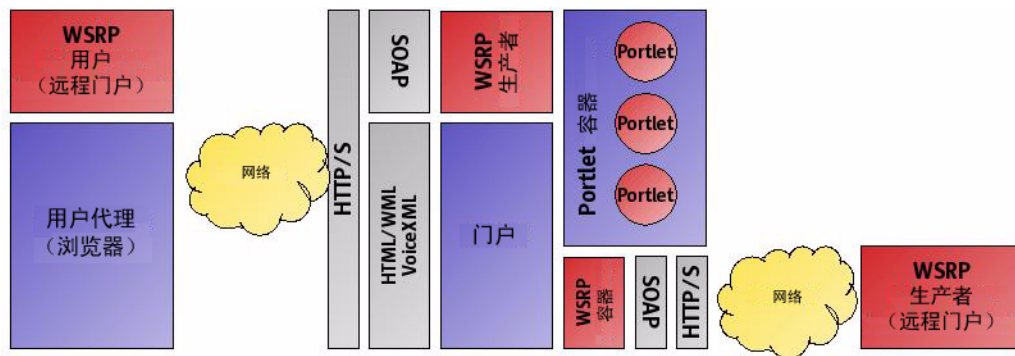 WSRP
用户
（远程门户）
用户代理
（浏览器）
网络
HTTP/S
SOAP
HTML/WML
VoiceXML
WSRP
生产者
门户
Portlet 容器
Portlet
Portlet
Portlet
WSRP
容器
SOAP
HTTP/S
网络
WSRP
生产者
（远程门户）